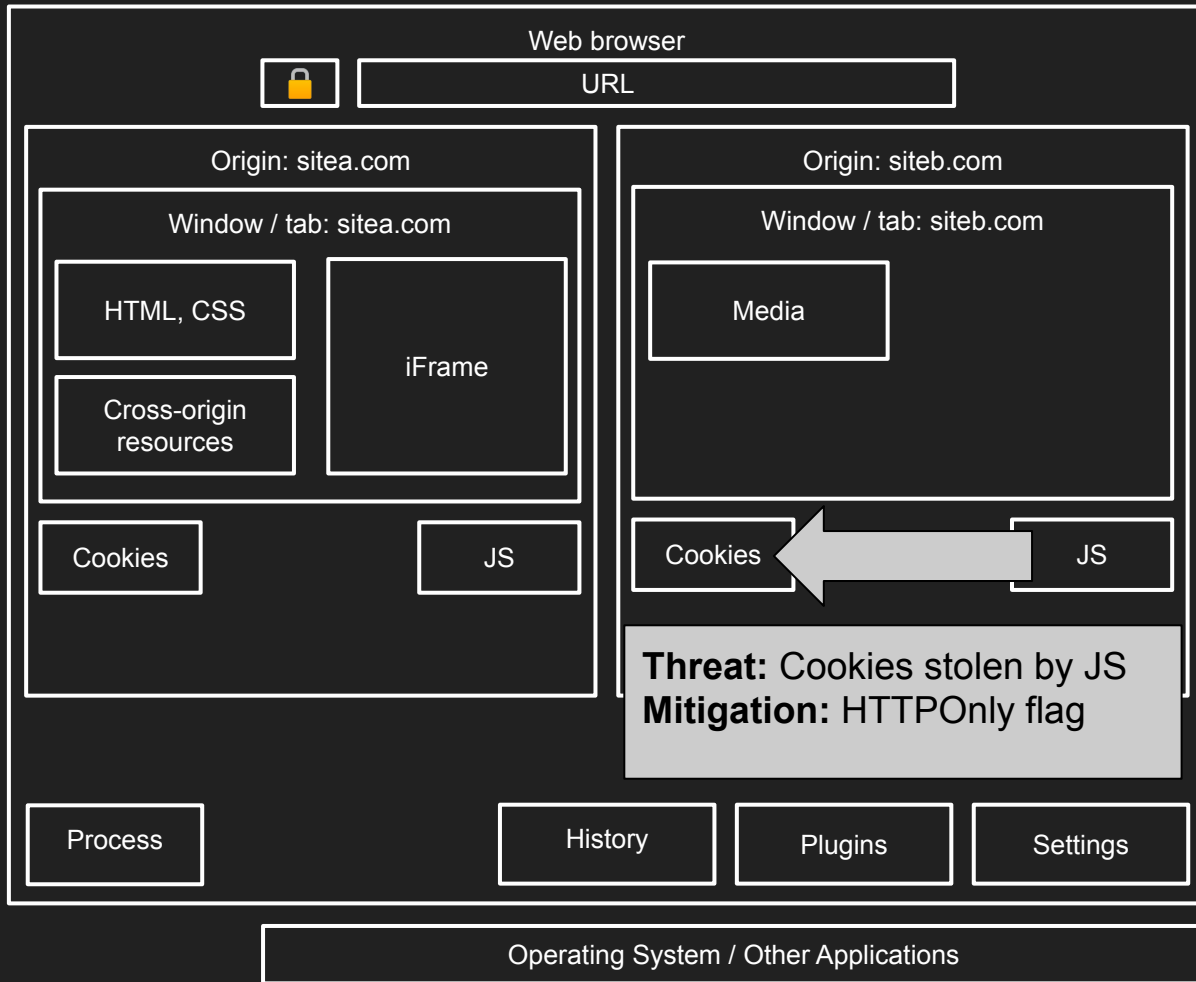 Web browser
URL
Origin: sitea.com
Window / tab: sitea.com
HTML, CSS
Cross-origin
resources
iFrame
Cookies
JS
Origin: siteb.com
Window / tab: siteb.com
Media
Cookies
JS
Threat: Cookies stolen by JS
Mitigation: HTTPOnly flag
Process
History
Plugins
Settings
Operating System / Other Applications